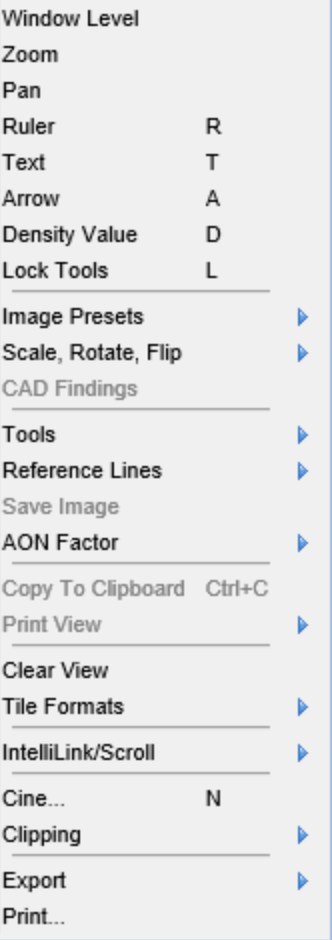 Window Level
Zoom
Pan
Ruler R
Text T
Arrow A
Density Value D
Lock Tools L
Image Presets
Scale, Rotate, Flip
CAD Findings
Tools
Reference Lines
Save Image
AON Factor
Copy To Clipboard Ctrl+C
Print View
Clear View
Tile Formats
IntelliLink/Scroll
Cine... N
Clipping
Export
Print...